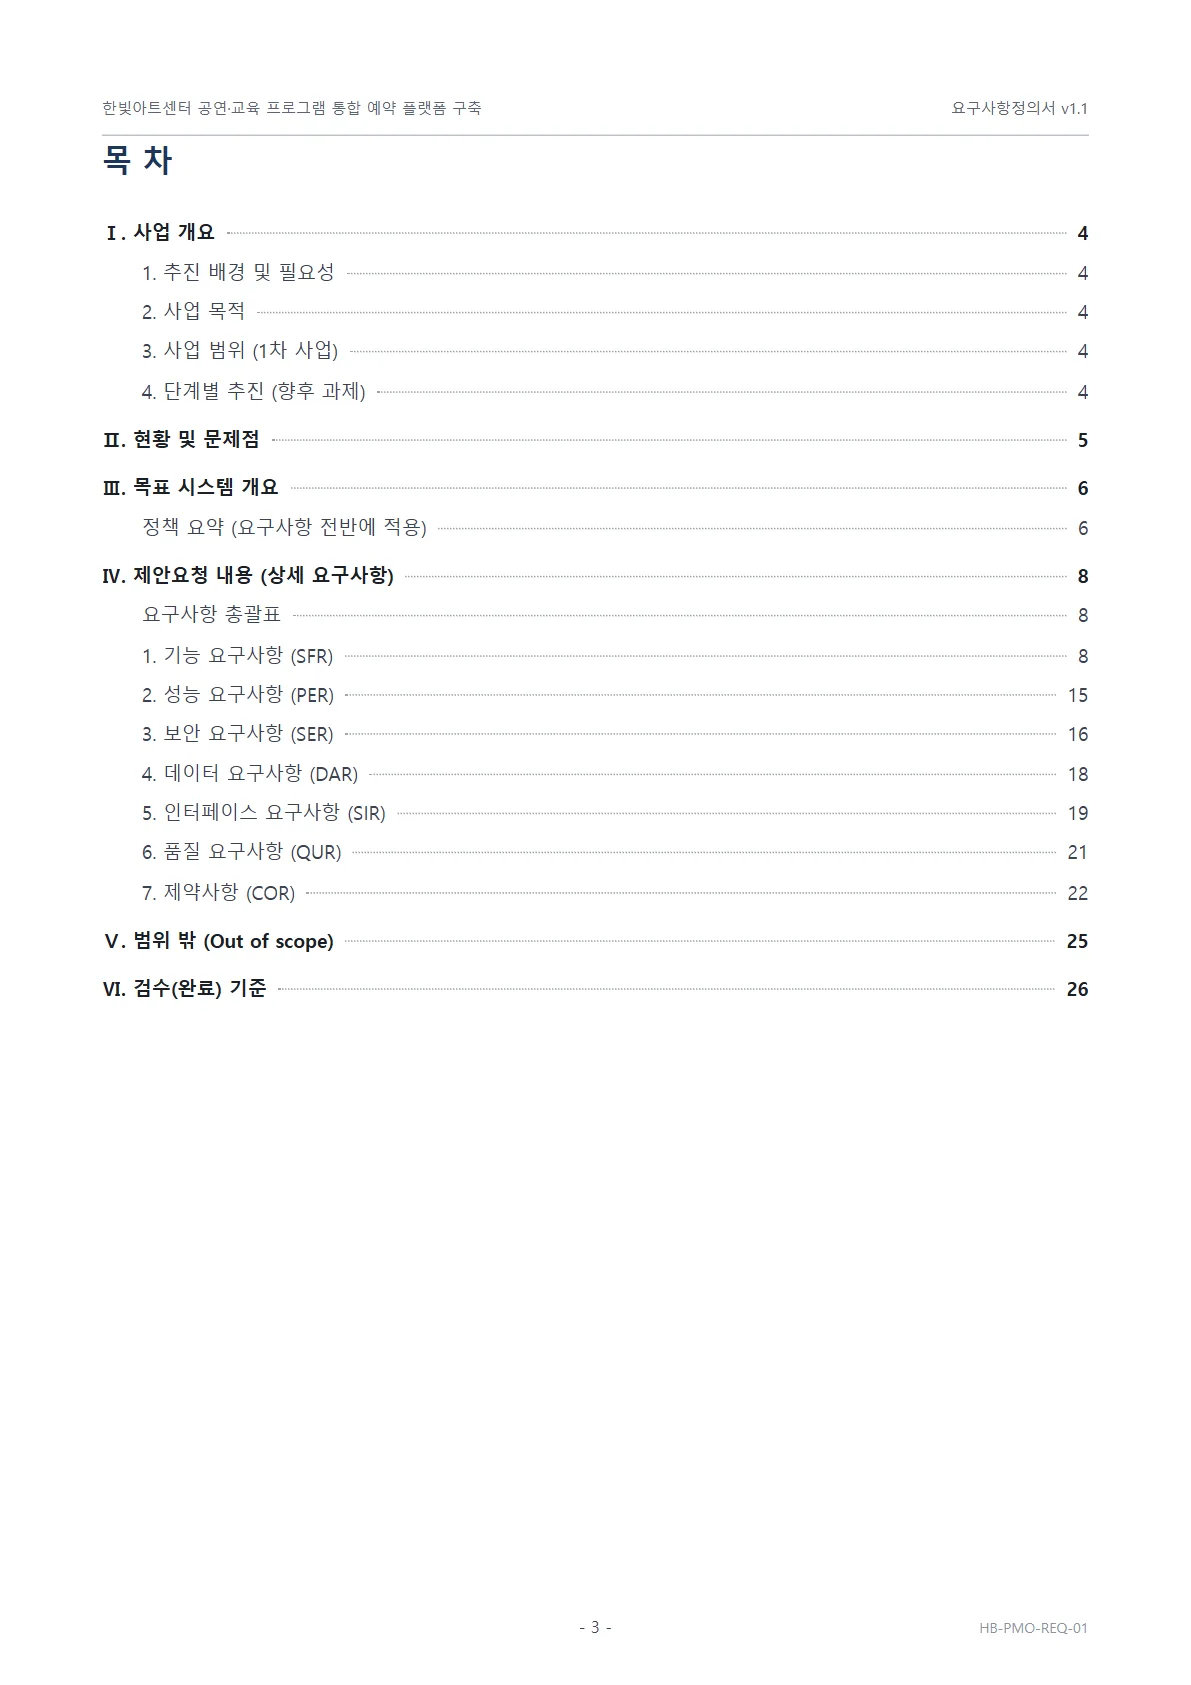 한빛아트센터 공연·교육 프로그램 통합 예약 플랫폼 구축 요구사항정의서 v1.1
목 차
Ⅰ. 사업 개요 4
1. 추진 배경 및 필요성 4
2. 사업 목적 4
3. 사업 범위 (1차 사업) 4
4. 단계별 추진 (향후 과제) 4
Ⅱ. 현황 및 문제점 5
Ⅲ. 목표 시스템 개요 6
정책 요약 (요구사항 전반에 적용) 6
Ⅳ. 제안요청 내용 (상세 요구사항) 8
요구사항 총괄표 8
1. 기능 요구사항 (SFR) 8
2. 성능 요구사항 (PER) 15
3. 보안 요구사항 (SER) 16
4. 데이터 요구사항 (DAR) 18
5. 인터페이스 요구사항 (SIR) 19
6. 품질 요구사항 (QUR) 21
7. 제약사항 (COR) 22
Ⅴ. 범위 밖 (Out of scope) 25
Ⅵ. 검수(완료) 기준 26
- 3 - HB-PMO-REQ-01